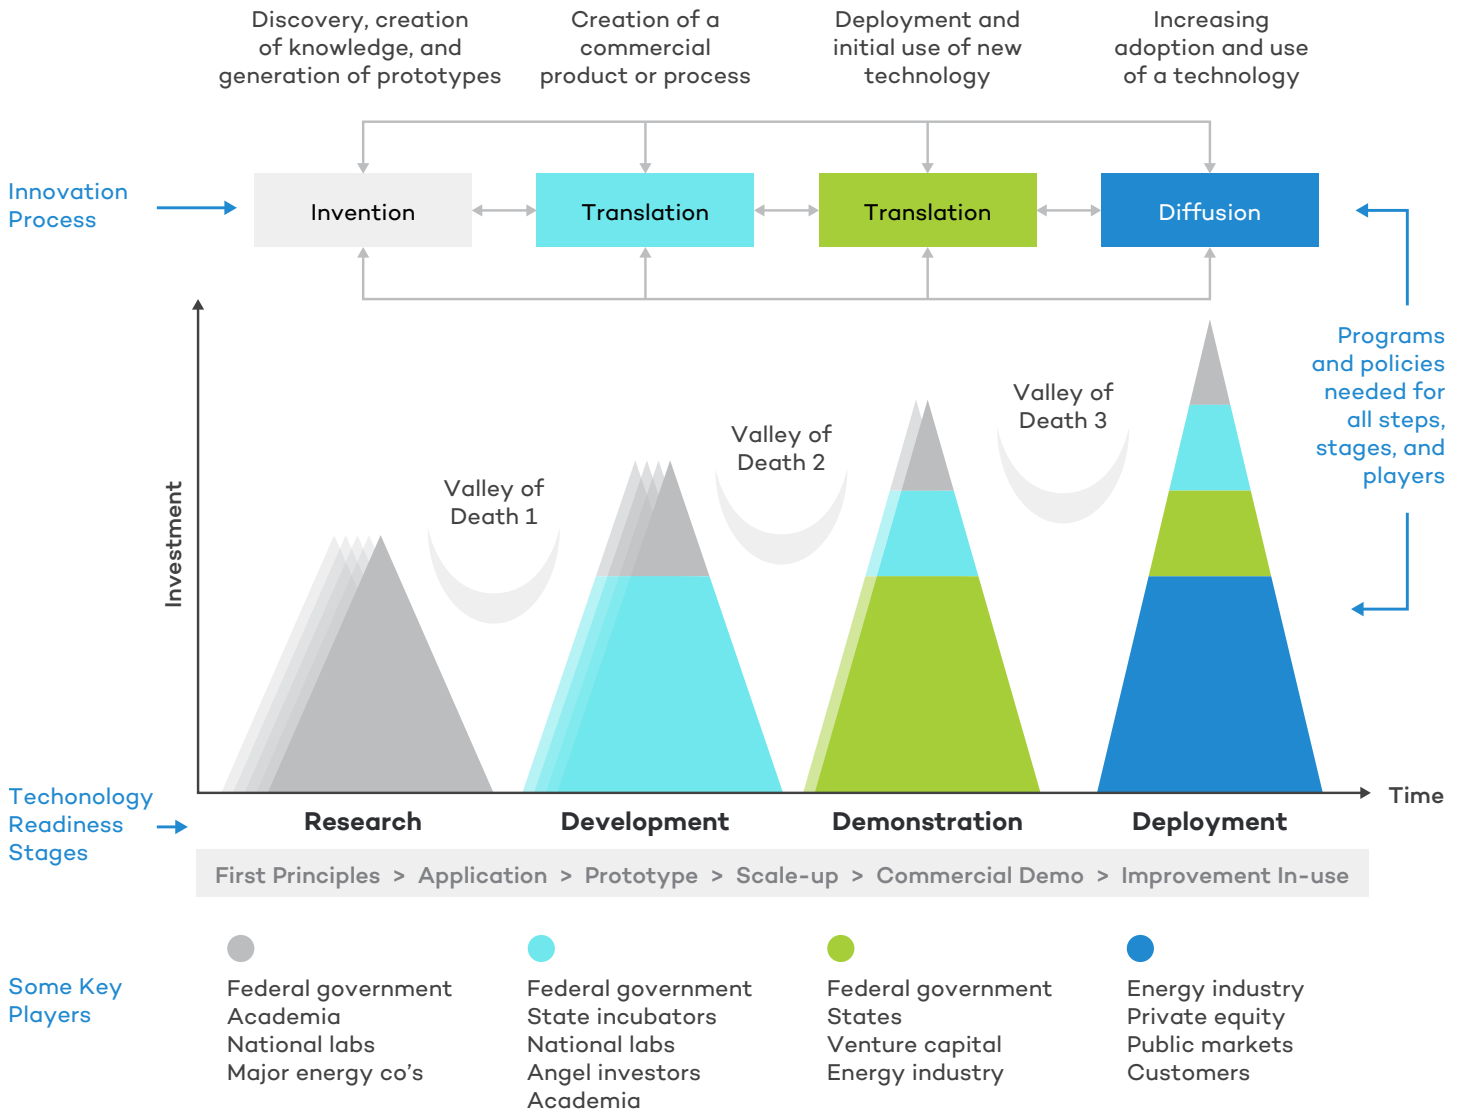 Discovery, creation
of knowledge, and
generation of prototypes
Creation of a
commercial
product or process
Deployment and
initial use of new
technology
Increasing
adoption and use
of a technology
Innovation
Process
Invention
Translation
Translation
Diffusion
Programs
and policies
needed for
all steps,
stages, and
players
Valley of
Death 1
Valley of
Death 2
Valley of
Death 3
Investment
Time
Techonology
Readiness
Stages
Research
Development
Demonstration
Deployment
First Principles > Application > Prototype > Scale-up > Commercial Demo > Improvement In-use
Some Key
Players
Federal government
Academia
National labs
Major energy co’s
Federal government
State incubators
National labs
Angel investors
Academia
Federal government
States
Venture capital
Energy industry
Energy industry
Private equity
Public markets
Customers